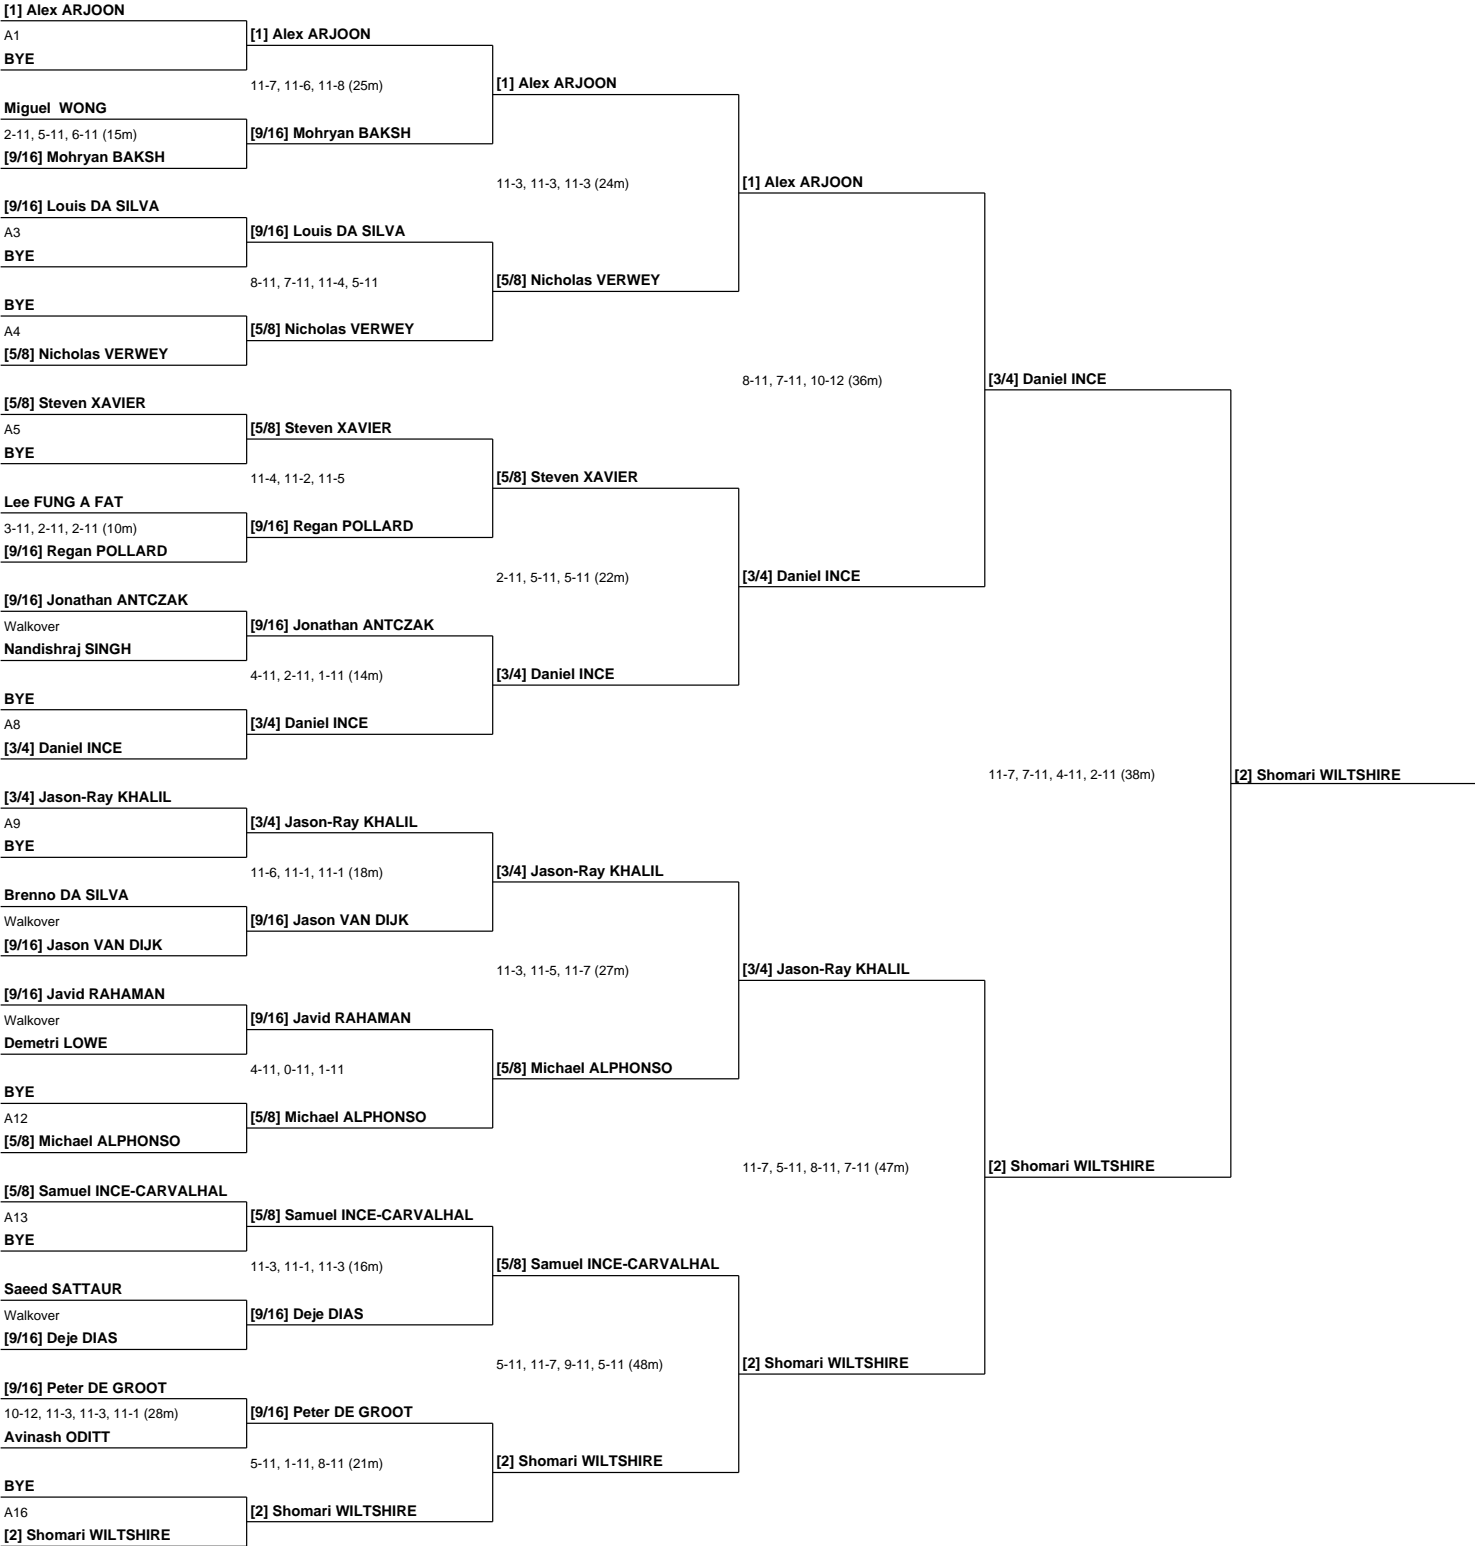 [1] Alex ARJOON
A1
BYE
Miguel  WONG
2-11, 5-11, 6-11 (15m)
[9/16] Mohryan BAKSH
[9/16] Louis DA SILVA
A3
BYE
BYE
A4
[5/8] Nicholas VERWEY
[5/8] Steven XAVIER
A5
BYE
Lee FUNG A FAT
3-11, 2-11, 2-11 (10m)
[9/16] Regan POLLARD
[9/16] Jonathan ANTCZAK
Walkover
Nandishraj SINGH
BYE
A8
[3/4] Daniel INCE
[3/4] Jason-Ray KHALIL
A9
BYE
Brenno DA SILVA
Walkover
[9/16] Jason VAN DIJK
[9/16] Javid RAHAMAN
Walkover
Demetri LOWE
BYE
A12
[5/8] Michael ALPHONSO
[5/8] Samuel INCE-CARVALHAL
A13
BYE
Saeed SATTAUR
Walkover
[9/16] Deje DIAS
[9/16] Peter DE GROOT
10-12, 11-3, 11-3, 11-1 (28m)
Avinash ODITT
BYE
A16
[2] Shomari WILTSHIRE
[1] Alex ARJOON
11-7, 11-6, 11-8 (25m)
[9/16] Mohryan BAKSH
[9/16] Louis DA SILVA
8-11, 7-11, 11-4, 5-11
[5/8] Nicholas VERWEY
[5/8] Steven XAVIER
11-4, 11-2, 11-5
[9/16] Regan POLLARD
[9/16] Jonathan ANTCZAK
4-11, 2-11, 1-11 (14m)
[3/4] Daniel INCE
[3/4] Jason-Ray KHALIL
11-6, 11-1, 11-1 (18m)
[9/16] Jason VAN DIJK
[9/16] Javid RAHAMAN
4-11, 0-11, 1-11
[5/8] Michael ALPHONSO
[5/8] Samuel INCE-CARVALHAL
11-3, 11-1, 11-3 (16m)
[9/16] Deje DIAS
[9/16] Peter DE GROOT
5-11, 1-11, 8-11 (21m)
[2] Shomari WILTSHIRE
[1] Alex ARJOON
11-3, 11-3, 11-3 (24m)
[5/8] Nicholas VERWEY
[5/8] Steven XAVIER
2-11, 5-11, 5-11 (22m)
[3/4] Daniel INCE
[3/4] Jason-Ray KHALIL
11-3, 11-5, 11-7 (27m)
[5/8] Michael ALPHONSO
[5/8] Samuel INCE-CARVALHAL
5-11, 11-7, 9-11, 5-11 (48m)
[2] Shomari WILTSHIRE
[1] Alex ARJOON
8-11, 7-11, 10-12 (36m)
[3/4] Daniel INCE
[3/4] Jason-Ray KHALIL
11-7, 5-11, 8-11, 7-11 (47m)
[2] Shomari WILTSHIRE
[3/4] Daniel INCE
11-7, 7-11, 4-11, 2-11 (38m)
[2] Shomari WILTSHIRE
[2] Shomari WILTSHIRE